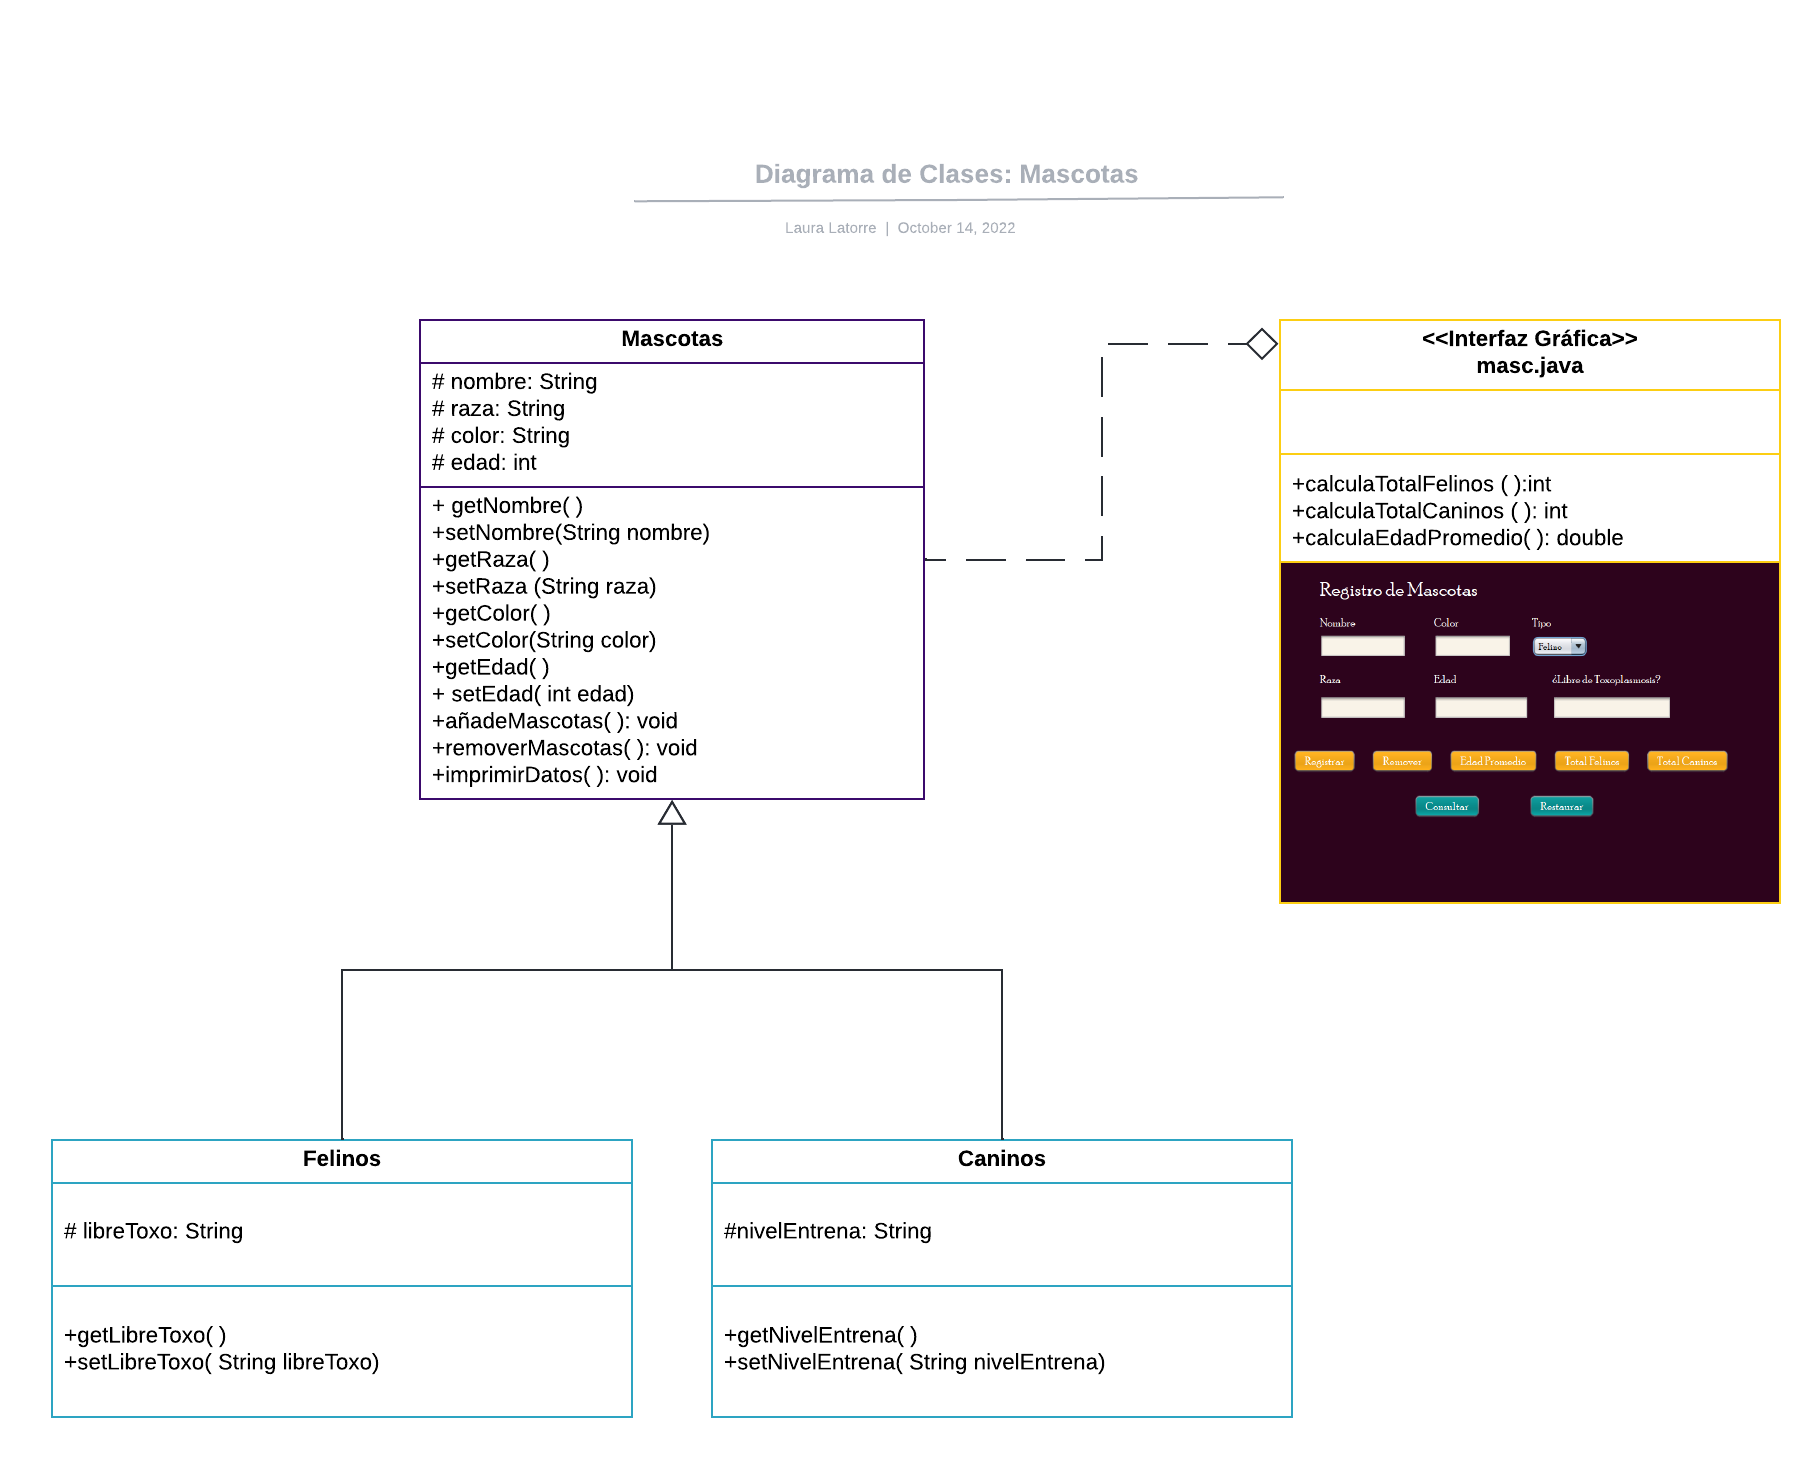 Diagrama de Clases: Mascotas
Laura Latorre | October 14, 2022
Mascotas
# nombre: String
# raza: String
# color: String
# edad: int
+ getNombre( )
+setNombre(String nombre)
+getRaza( )
+setRaza (String raza)
+getColor( )
+setColor(String color)
+getEdad( )
+ setEdad( int edad)
+añadeMascotas( ): void
+removerMascotas( ): void
+imprimirDatos( ): void
<<Interfaz Gráfica>>
masc.java
+calculaTotalFelinos ( ):int
+calculaTotalCaninos ( ): int
+calculaEdadPromedio( ): double
Registro de Mascotas
Nombre Color Tipo
Felino
Raza Edad ¿Libre de Toxoplasmosis?
Registrar Remover Edad Promedio Total Felinos Total Caninos
Consultar Restaurar
Felinos
# libreToxo: String
+getLibreToxo( )
+setLibreToxo( String libreToxo)
Caninos
#nivelEntrena: String
+getNivelEntrena( )
+setNivelEntrena( String nivelEntrena)